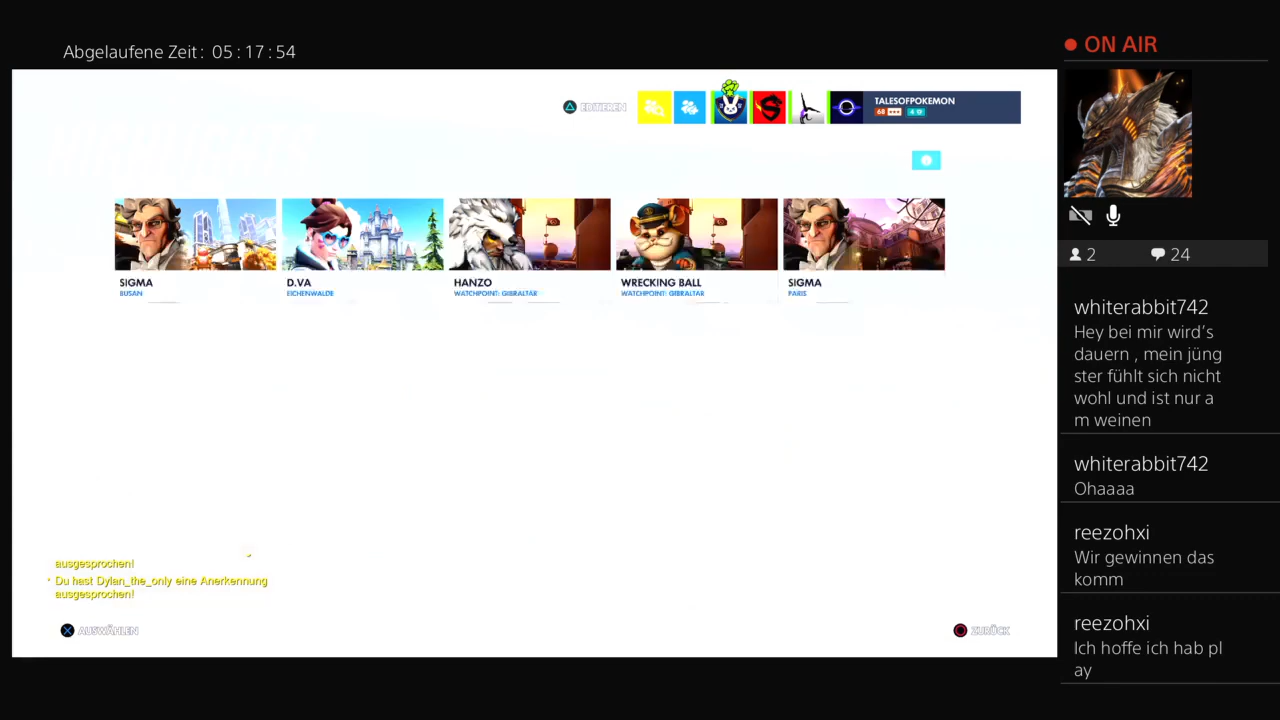 Abgelaufene Zeit: 05:17:54
ON AIR
EDITIEREN
TALESOFPOKEMON
68
4
SIGMA
BUSAN
D.VA
EICHENWALDE
HANZO
WATCHPOINT: GIBRALTAR
WRECKING BALL
WATCHPOINT: GIBRALTAR
SIGMA
PARIS
ausgesprochen!
Du hast Dylan_the_only eine Anerkennung
ausgesprochen!
AUSWÄHLEN
ZURÜCK
2
24
whiterabbit742
Hey bei mir wird’s
dauern , mein jüng
ster fühlt sich nicht
wohl und ist nur a
m weinen
whiterabbit742
Ohaaaa
reezohxi
Wir gewinnen das
komm
reezohxi
Ich hoffe ich hab pl
ay